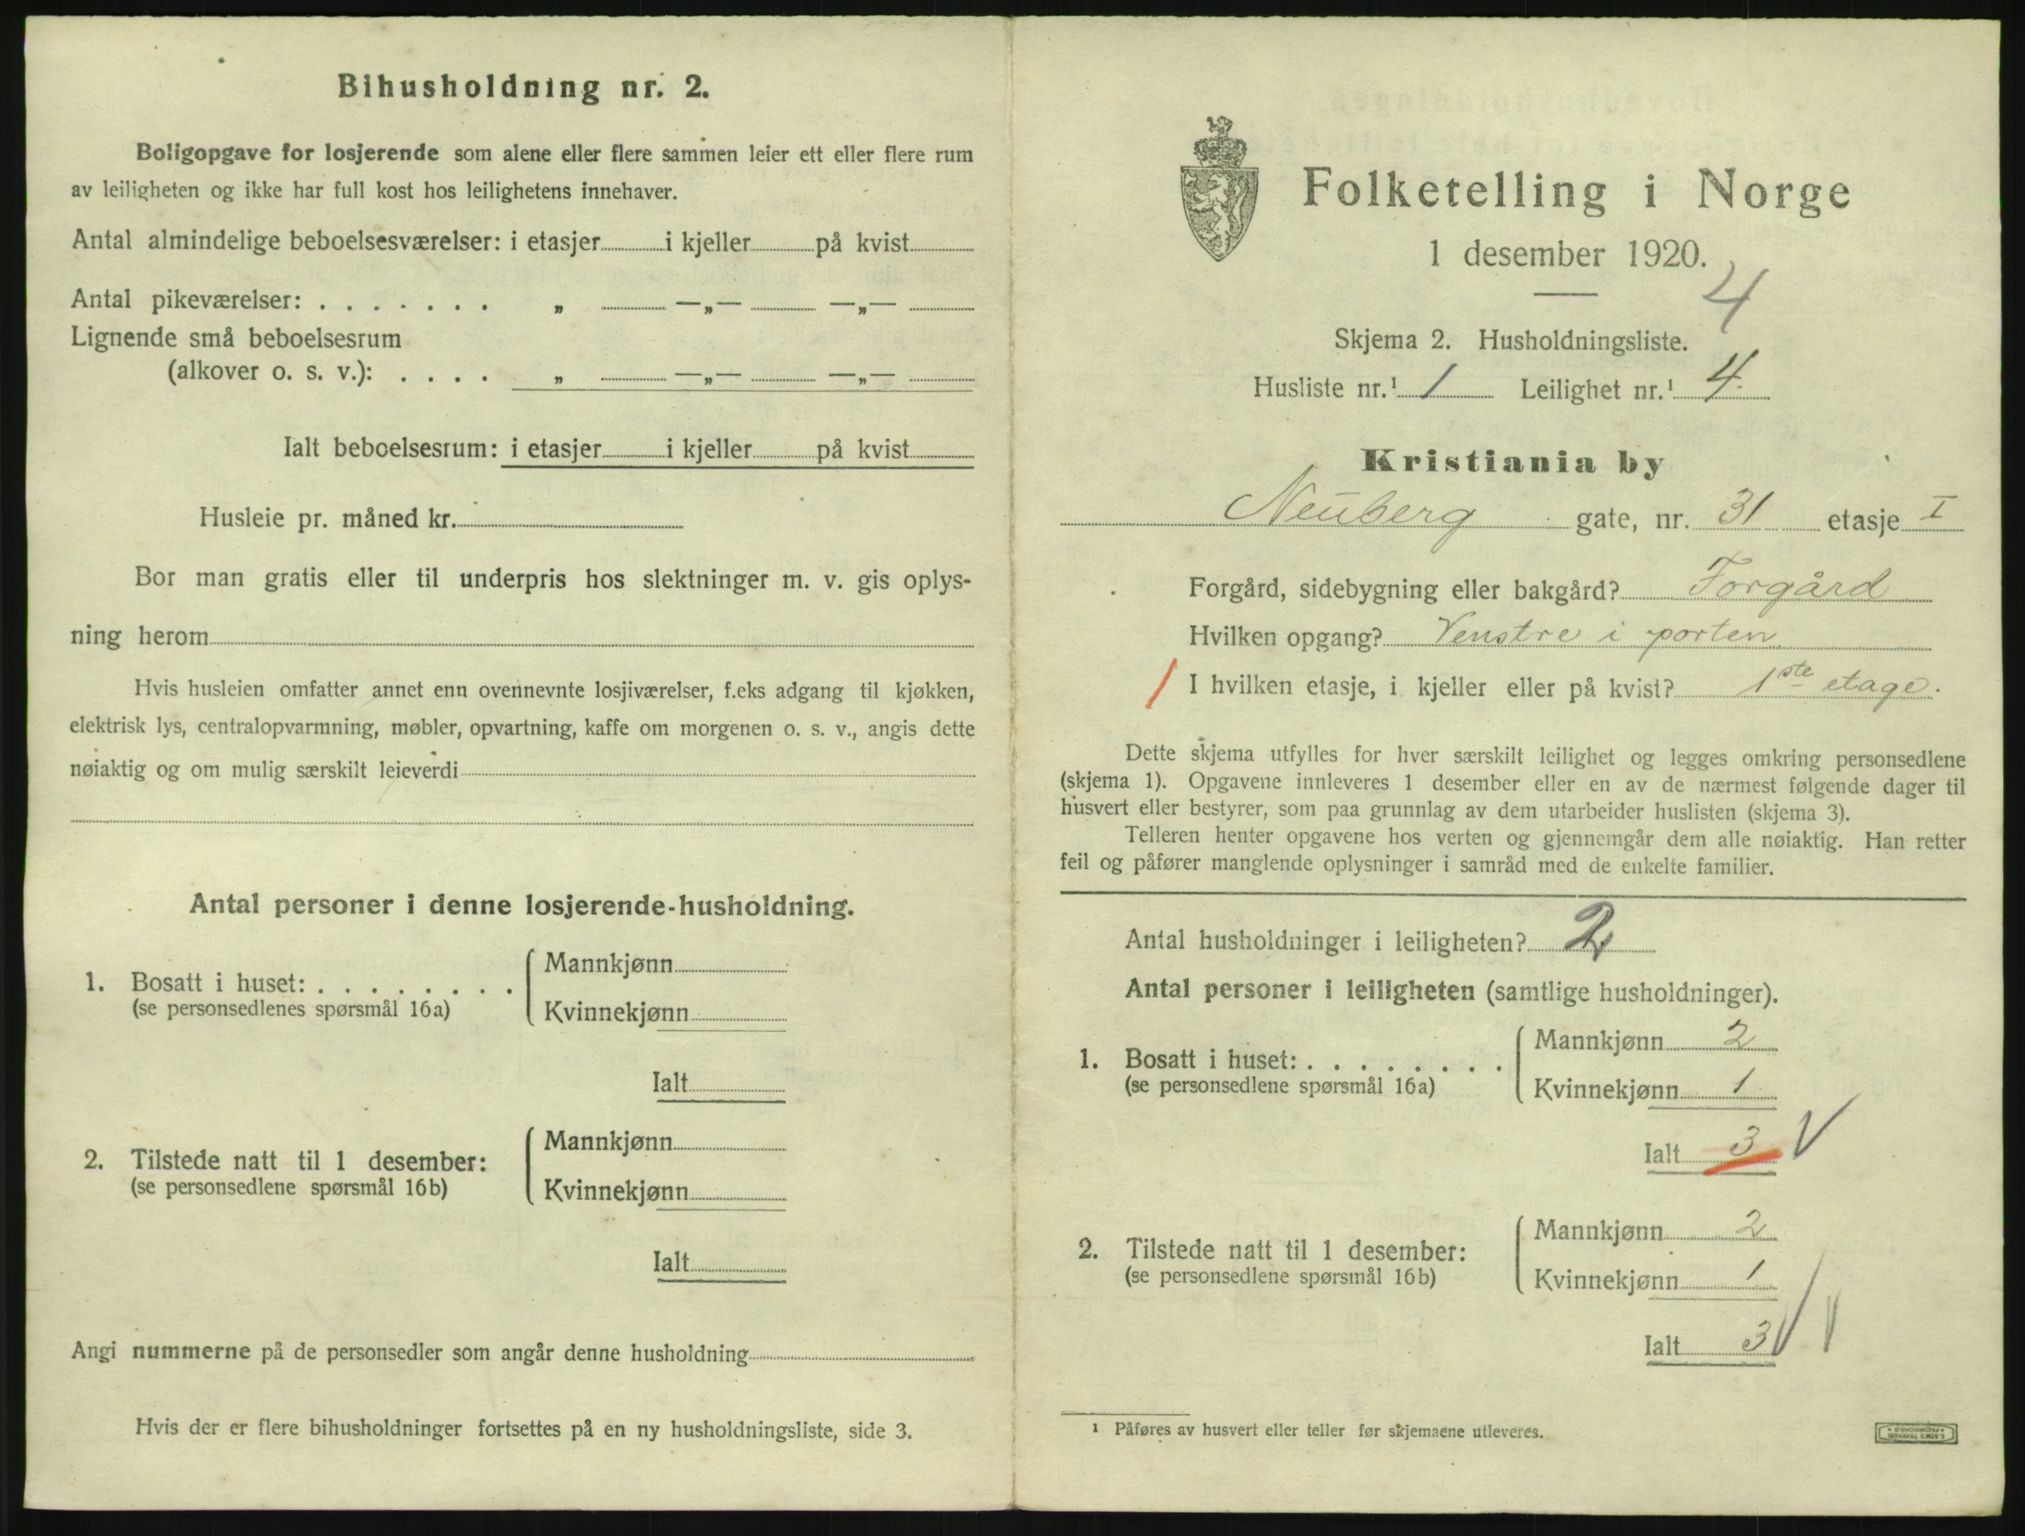 Bihusholdning nr. 2.
Boligopgave for losjerende som alene eller flere sammen leier ett eller flere rum
av leiligheten og ikke har full kost hos leilighetens innehaver.
Antal almindelige beboelsesværelser: i etasjer i kjeller på kvist
Antal pikeværelser: . . . . . . . „ —„— —„—
Lignende små beboelsesrum
(alkover o. s. v.): . . . . „ —„— —„—
Ialt beboelsesrum: i etasjer i kjeller på kvist
Husleie pr. måned kr.
Bor man gratis eller til underpris hos slektninger m. v. gis oplys-
ning herom
Hvis husleien omfatter annet enn ovennevnte losjiværelser, f.eks adgang til kjøkken,
elektrisk lys, centralopvarmning, møbler, opvartning, kaffe om morgenen o. s. v., angis dette
nøiaktig og om mulig særskilt leieverdi
Antal personer i denne losjerende-husholdning.
1. Bosatt i huset: . . . . . . . .
(se personsedlenes spørsmål 16a)
Mannkjønn
Kvinnekjønn
Ialt
2. Tilstede natt til 1 desember:
(se personsedlene spørsmål 16b)
Mannkjønn
Kvinnekjønn
Ialt
Angi nummerne på de personsedler som angår denne husholdning
Hvis der er flere bihusholdninger fortsettes på en ny husholdningsliste, side 3.
Folketelling i Norge
1 desember 1920.
4
Skjema 2. Husholdningsliste.
Husliste nr.¹ 1 Leilighet nr.¹ 4.
Kristiania by
Neuberg gate, nr. 31 etasje I
Forgård, sidebygning eller bakgård? Forgård
Hvilken opgang? Venstre i porten
I hvilken etasje, i kjeller eller på kvist? 1ste etage.
Dette skjema utfylles for hver særskilt leilighet og legges omkring personsedlene
(skjema 1). Opgavene innleveres 1 desember eller en av de nærmest følgende dager til
husvert eller bestyrer, som paa grunnlag av dem utarbeider huslisten (skjema 3).
Telleren henter opgavene hos verten og gjennemgår dem alle nøiaktig. Han retter
feil og påfører manglende oplysninger i samråd med de enkelte familier.
Antal husholdninger i leiligheten? 2
Antal personer i leiligheten (samtlige husholdninger).
1. Bosatt i huset: . . . . . . . .
(se personsedlene spørsmål 16a)
Mannkjønn 2
Kvinnekjønn 1
Ialt 3 V
2. Tilstede natt til 1 desember:
(se personsedlene spørsmål 16b)
Mannkjønn 2
Kvinnekjønn 1
Ialt 3 V V
¹ Påføres av husvert eller teller før skjemaene utleveres.